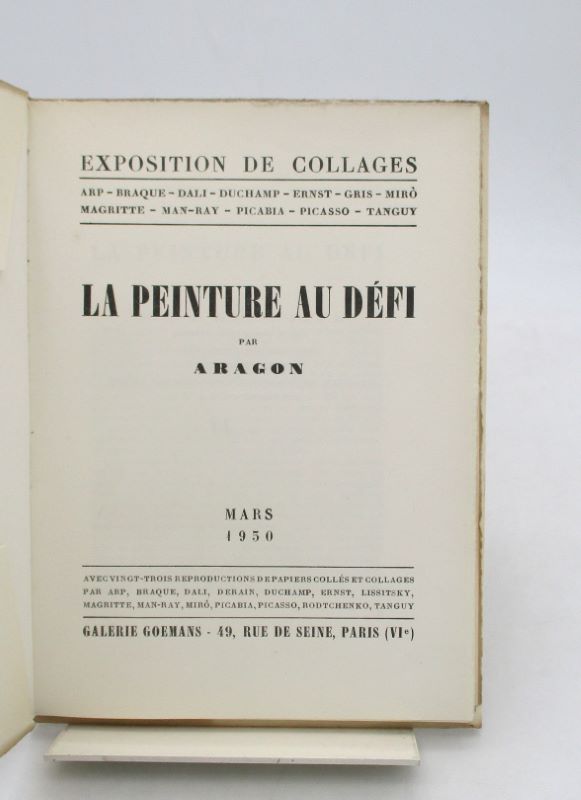 EXPOSITION DE COLLAGES
ARP – BRAQUE – DALI – DUCHAMP – ERNST – GRIS – MIRÒ
MAGRITTE – MAN-RAY – PICABIA – PICASSO – TANGUY
LA PEINTURE AU DÉFI
PAR
ARAGON
MARS
1930
AVEC VINGT-TROIS REPRODUCTIONS DE PAPIERS COLLÉS ET COLLAGES
PAR ARP, BRAQUE, DALI, DERAIN, DUCHAMP, ERNST, LISSITSKY,
MAGRITTE, MAN-RAY, MIRÓ, PICABIA, PICASSO, RODTCHENKO, TANGUY
GALERIE GOEMANS - 49, RUE DE SEINE, PARIS (VIe)